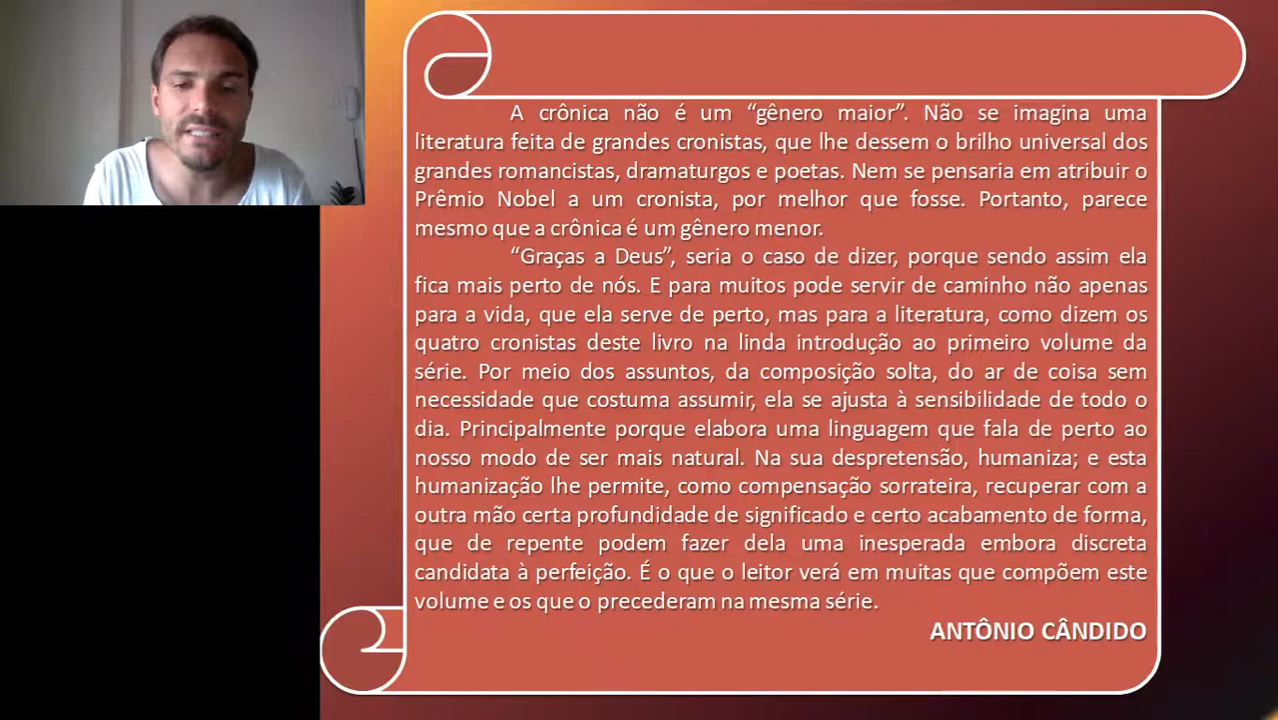 A crônica não é um “gênero maior”. Não se imagina uma
literatura feita de grandes cronistas, que lhe dessem o brilho universal dos
grandes romancistas, dramaturgos e poetas. Nem se pensaria em atribuir o
Prêmio Nobel a um cronista, por melhor que fosse. Portanto, parece
mesmo que a crônica é um gênero menor.
“Graças a Deus”, seria o caso de dizer, porque sendo assim ela
fica mais perto de nós. E para muitos pode servir de caminho não apenas
para a vida, que ela serve de perto, mas para a literatura, como dizem os
quatro cronistas deste livro na linda introdução ao primeiro volume da
série. Por meio dos assuntos, da composição solta, do ar de coisa sem
necessidade que costuma assumir, ela se ajusta à sensibilidade de todo o
dia. Principalmente porque elabora uma linguagem que fala de perto ao
nosso modo de ser mais natural. Na sua despretensão, humaniza; e esta
humanização lhe permite, como compensação sorrateira, recuperar com a
outra mão certa profundidade de significado e certo acabamento de forma,
que de repente podem fazer dela uma inesperada embora discreta
candidata à perfeição. É o que o leitor verá em muitas que compõem este
volume e os que o precederam na mesma série.
ANTÔNIO CÂNDIDO